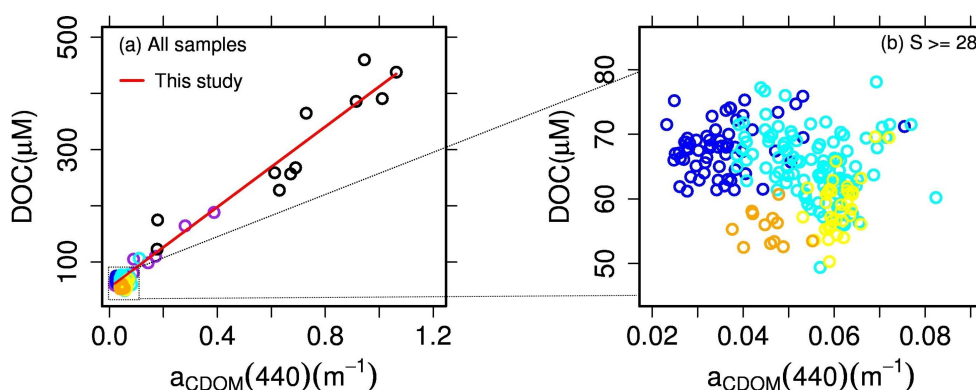 (a) All samples
This study
500
300
100
DOC(μM)
0.0 0.4 0.8 1.2
aCDOM(440)(m⁻¹)
(b) S >= 28
80
70
60
50
DOC(μM)
0.02 0.04 0.06 0.08
aCDOM(440)(m⁻¹)